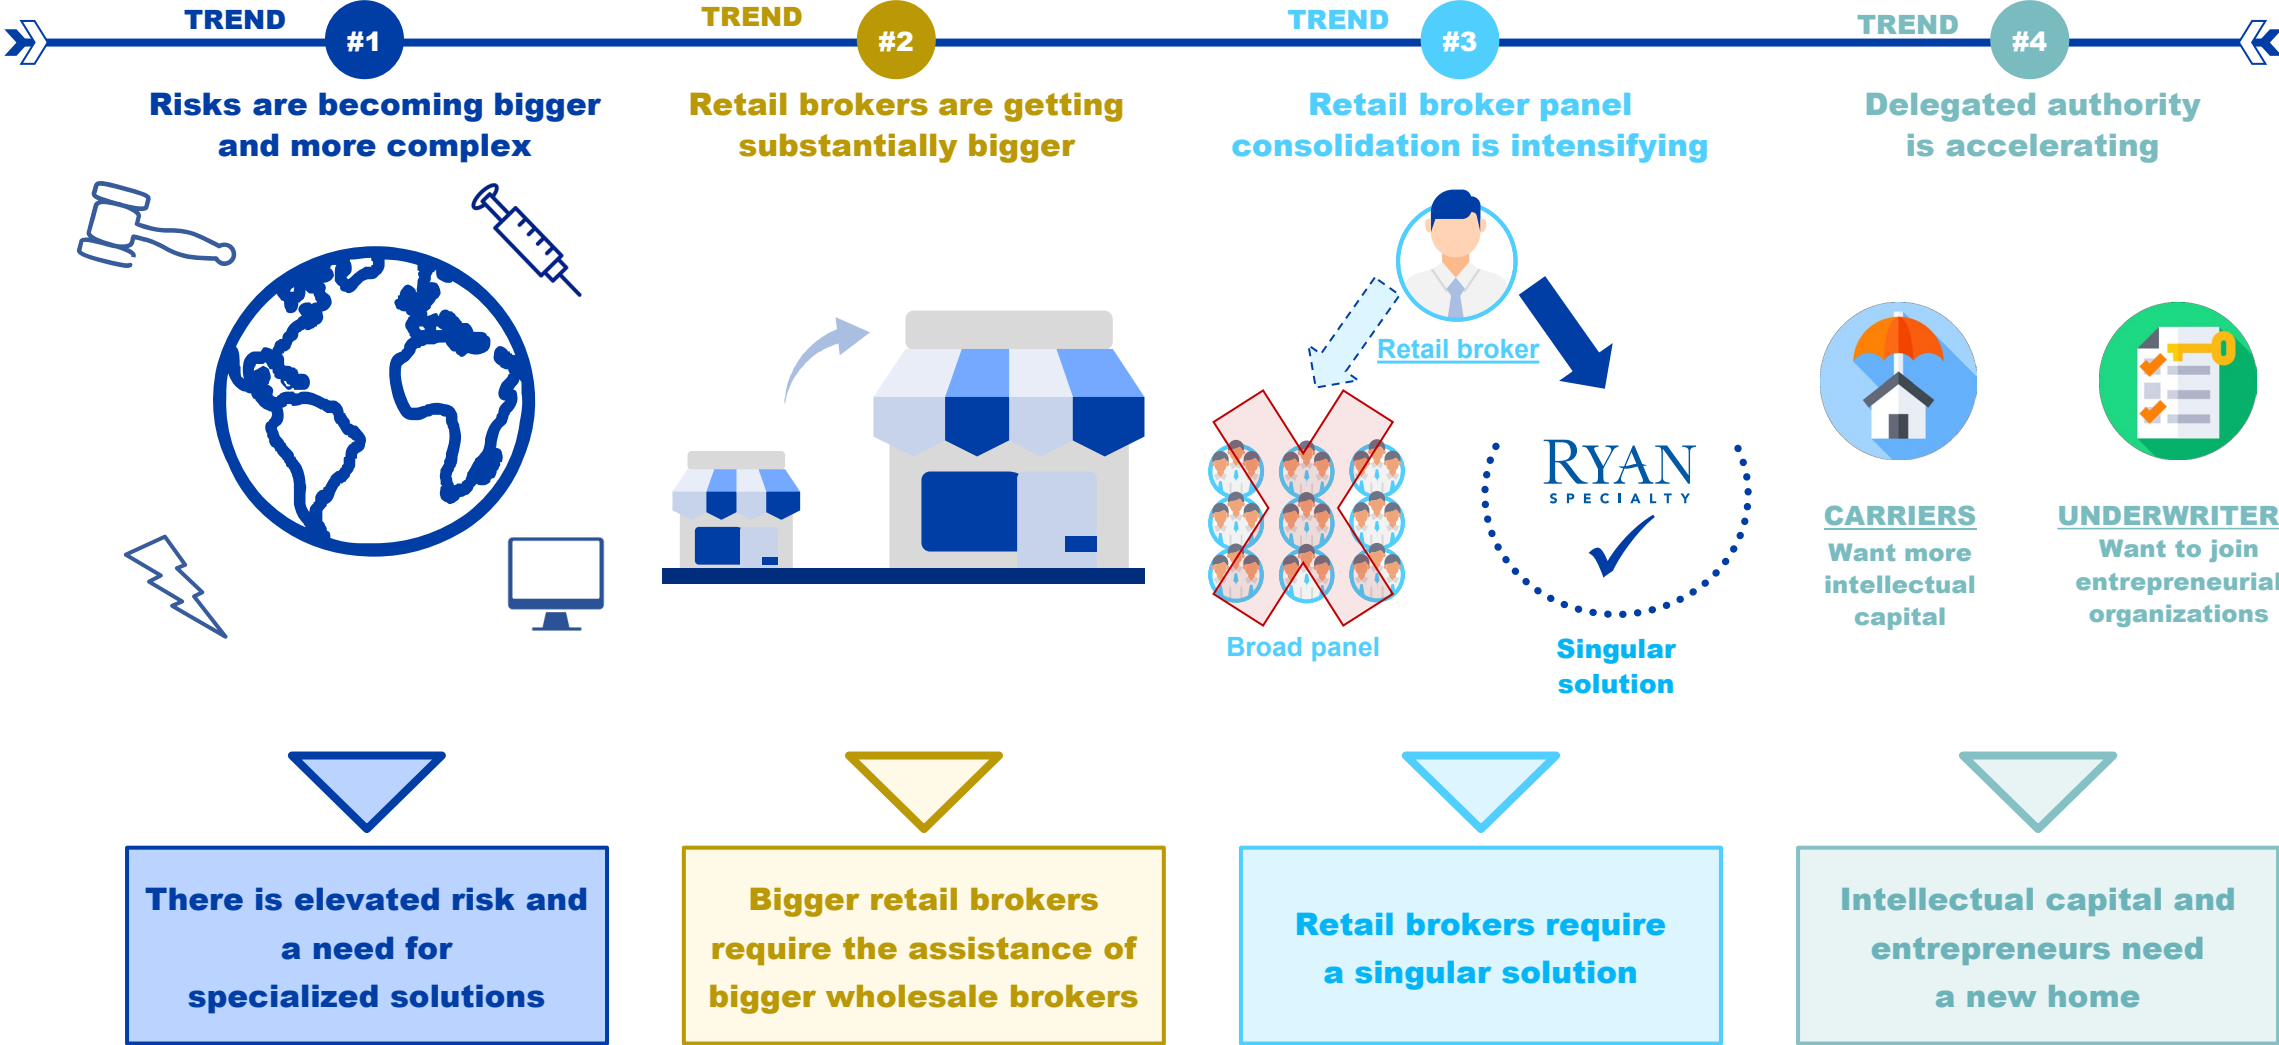 TREND
#1
Risks are becoming bigger
and more complex
There is elevated risk and
a need for
specialized solutions
TREND
#2
Retail brokers are getting
substantially bigger
Bigger retail brokers
require the assistance of
bigger wholesale brokers
TREND
#3
Retail broker panel
consolidation is intensifying
Retail broker
Broad panel
RYAN
SPECIALTY
Singular
solution
Retail brokers require
a singular solution
TREND
#4
Delegated authority
is accelerating
CARRIERS
Want more
intellectual
capital
UNDERWRITER
Want to join
entrepreneurial
organizations
Intellectual capital and
entrepreneurs need
a new home